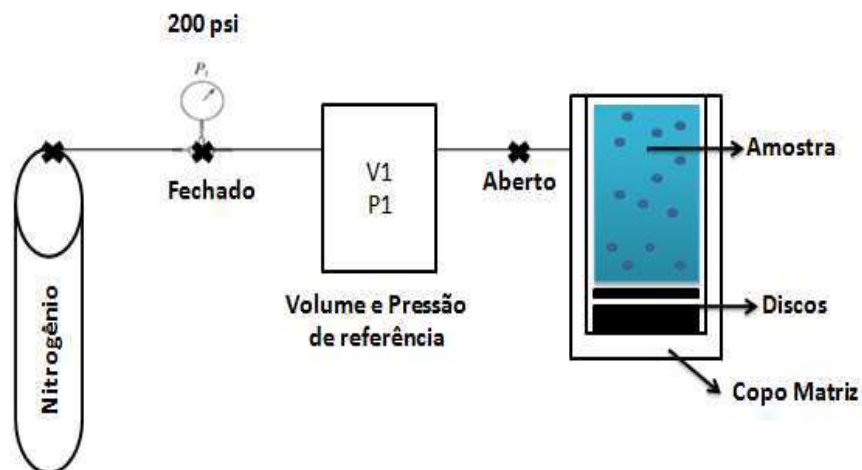 200 psi
P₁
Fechado
V1
P1
Aberto
Amostra
Discos
Copo Matriz
Volume e Pressão
de referência
Nitrogênio